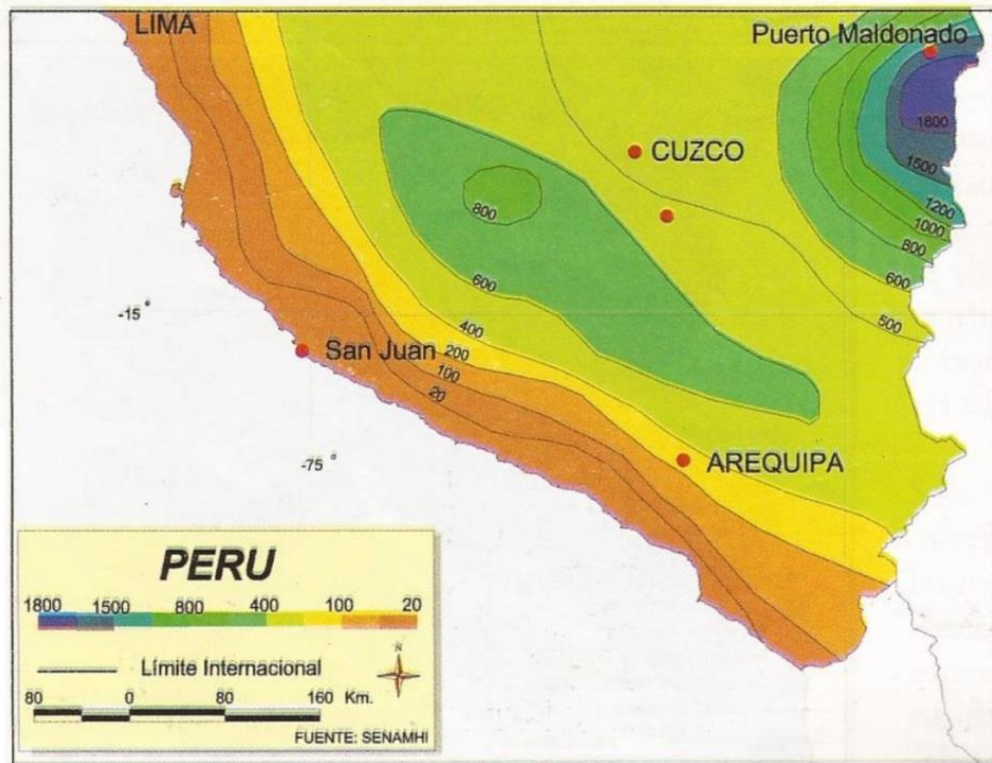 LIMA
Puerto Maldonado
1800
CUZCO
1500
1200
800
1000
800
600
600
-15°
500
400
San Juan
200
100
20
-75°
AREQUIPA
PERU
1800 1500 800 400 100 20
Límite Internacional
N
80 0 80 160 Km.
FUENTE: SENAMHI